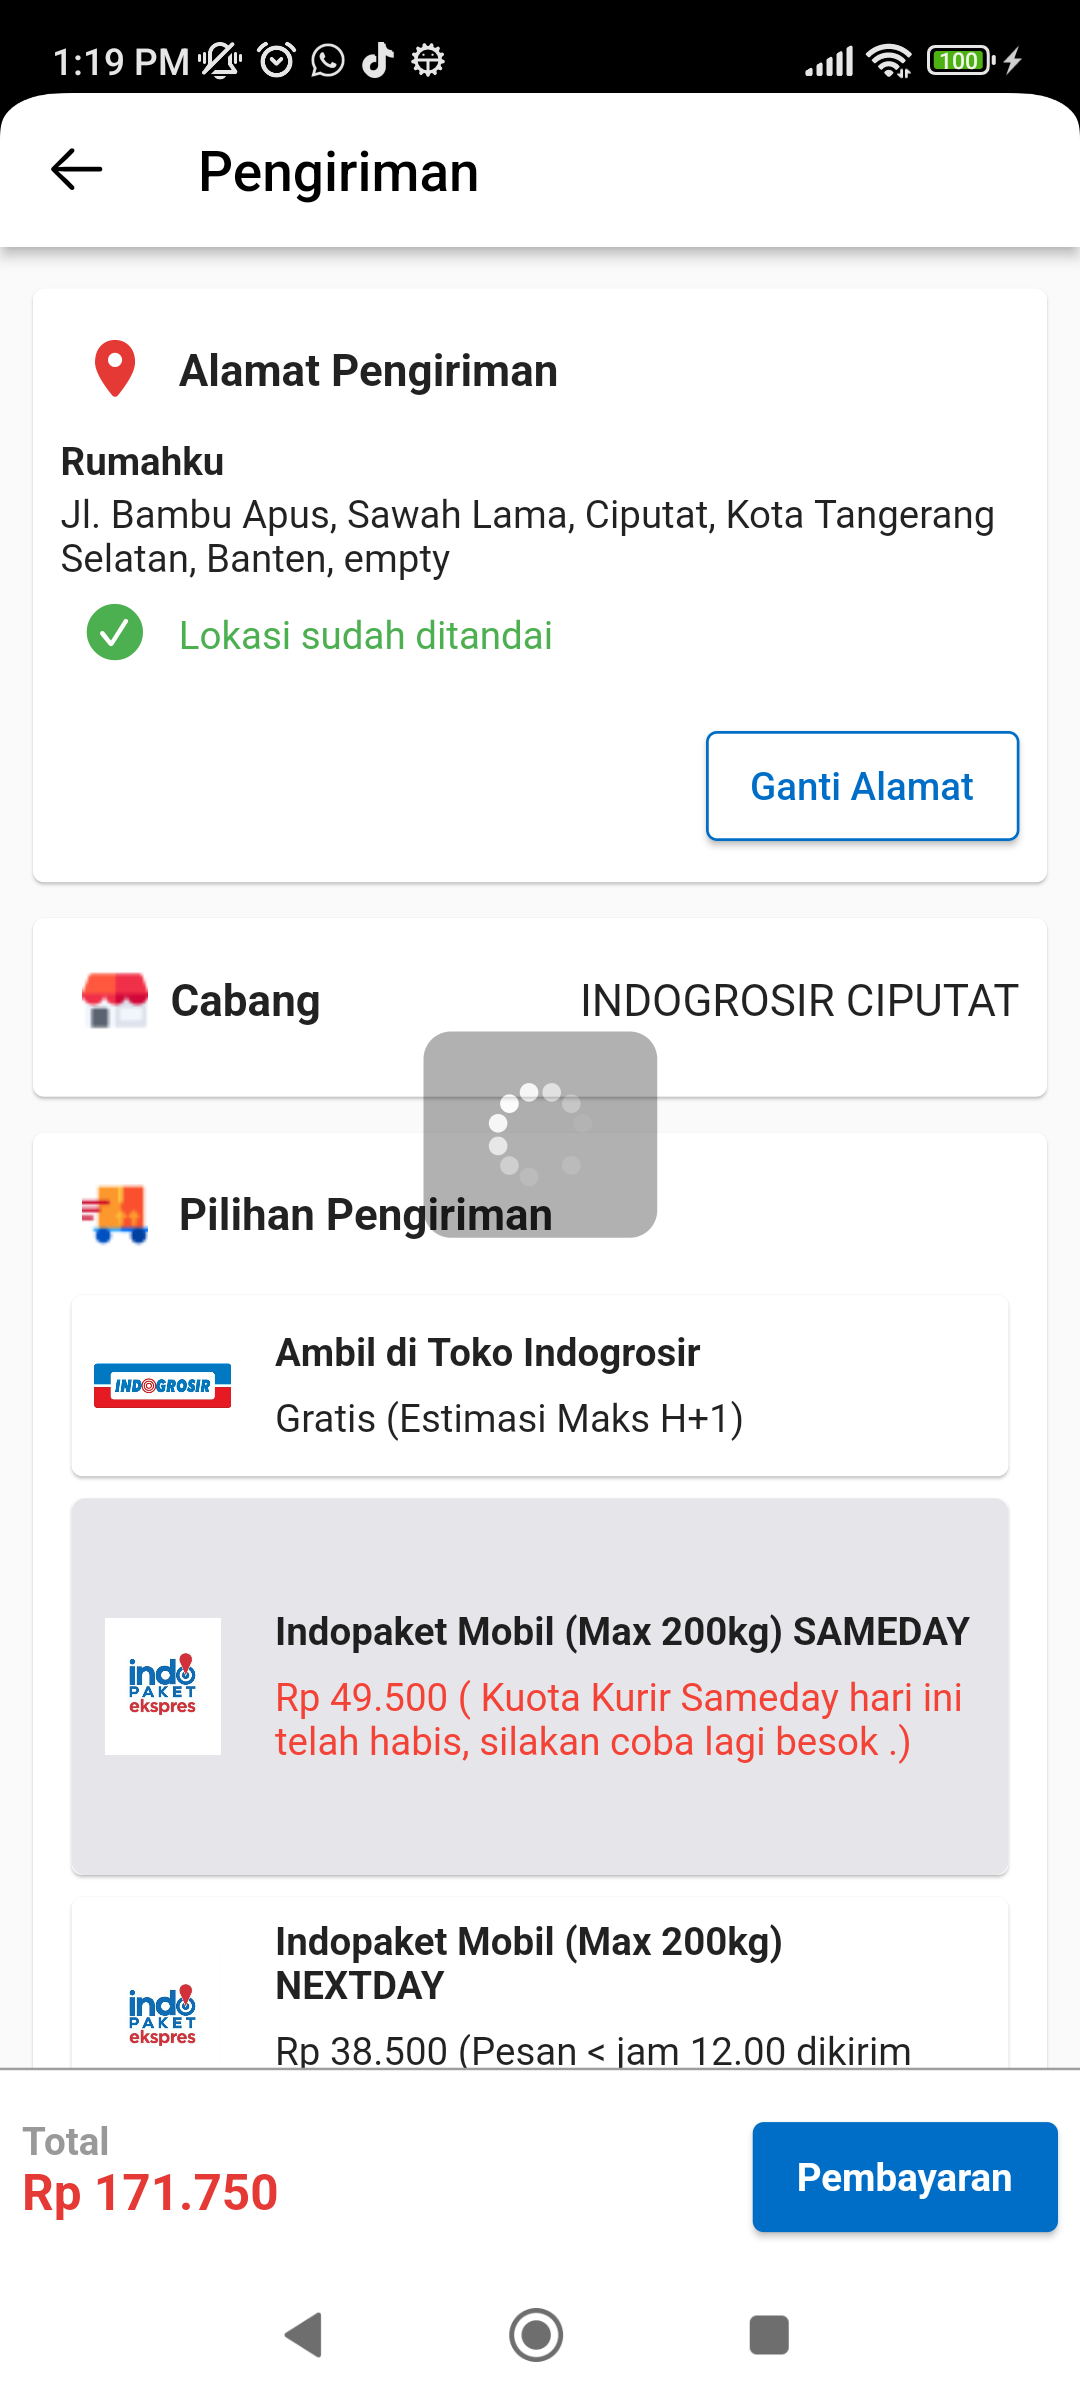 1:19 PM
100
Pengiriman
Alamat Pengiriman
Rumahku
Jl. Bambu Apus, Sawah Lama, Ciputat, Kota Tangerang
Selatan, Banten, empty
Lokasi sudah ditandai
Ganti Alamat
Cabang
INDOGROSIR CIPUTAT
Pilihan Pengiriman
INDOGROSIR
Ambil di Toko Indogrosir
Gratis (Estimasi Maks H+1)
indo
PAKET
ekspres
Indopaket Mobil (Max 200kg) SAMEDAY
Rp 49.500 ( Kuota Kurir Sameday hari ini
telah habis, silakan coba lagi besok .)
indo
PAKET
ekspres
Indopaket Mobil (Max 200kg)
NEXTDAY
Rp 38.500 (Pesan < jam 12.00 dikirim
Total
Rp 171.750
Pembayaran